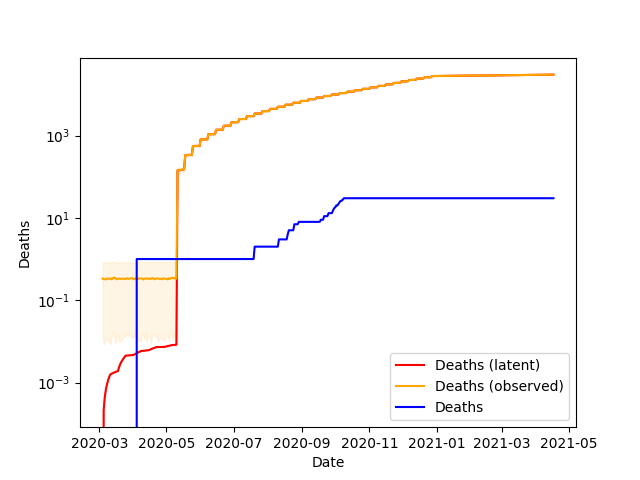 Deaths
10³
10¹
10⁻¹
10⁻³
Deaths (latent)
Deaths (observed)
Deaths
2020-03 2020-05 2020-07 2020-09 2020-11 2021-01 2021-03 2021-05
Date